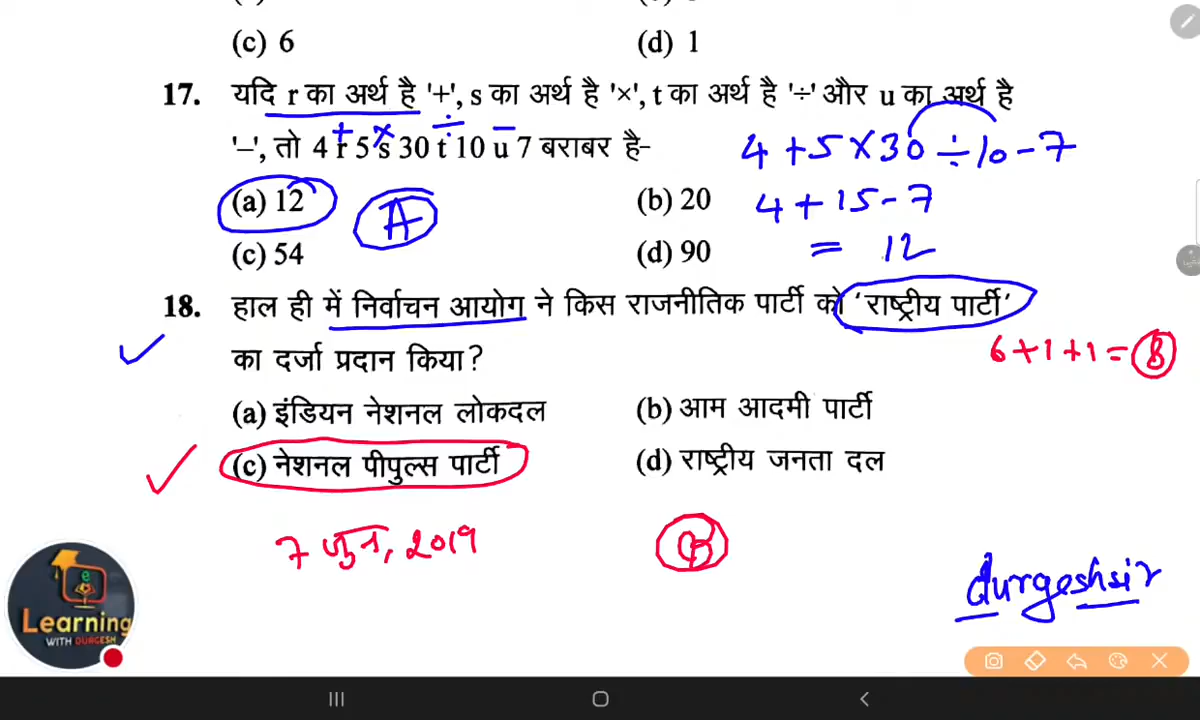 (c) 6 (d) 1
17. यदि r का अर्थ है '+', s का अर्थ है '×', t का अर्थ है '÷' और u का अर्थ है
+ × ÷ –
'–', तो 4 r 5 s 30 t 10 u 7 बराबर है-
4 + 5 × 30 ÷ 10 - 7
(a) 12 A (b) 20
4 + 15 - 7
(c) 54 (d) 90
= 12
18. हाल ही में निर्वाचन आयोग ने किस राजनीतिक पार्टी को 'राष्ट्रीय पार्टी'
का दर्जा प्रदान किया?
6 + 1 + 1 = 8
(a) इंडियन नेशनल लोकदल (b) आम आदमी पार्टी
(c) नेशनल पीपुल्स पार्टी (d) राष्ट्रीय जनता दल
7 जून, 2019
durgeshsir
e
Learning
WITH DURGESH